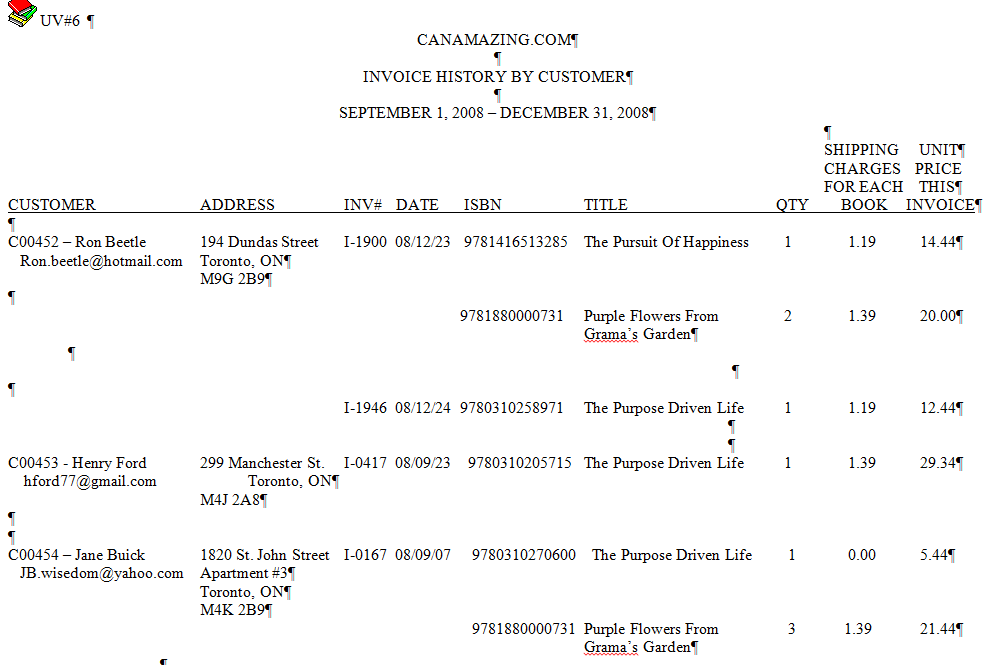 UV#6 ¶
CANAMAZING.COM¶
¶
INVOICE HISTORY BY CUSTOMER¶
¶
SEPTEMBER 1, 2008 – DECEMBER 31, 2008¶
¶
SHIPPING UNIT¶
CHARGES PRICE
FOR EACH THIS¶
CUSTOMER ADDRESS INV# DATE ISBN TITLE QTY BOOK INVOICE¶
¶
C00452 – Ron Beetle 194 Dundas Street I-1900 08/12/23 9781416513285 The Pursuit Of Happiness 1 1.19 14.44¶
Ron.beetle@hotmail.com Toronto, ON¶
M9G 2B9¶
¶
9781880000731 Purple Flowers From 2 1.39 20.00¶
Grama’s Garden¶
¶
¶
¶
I-1946 08/12/24 9780310258971 The Purpose Driven Life 1 1.19 12.44¶
¶
¶
C00453 - Henry Ford 299 Manchester St. I-0417 08/09/23 9780310205715 The Purpose Driven Life 1 1.39 29.34¶
hford77@gmail.com Toronto, ON¶
M4J 2A8¶
¶
¶
C00454 – Jane Buick 1820 St. John Street I-0167 08/09/07 9780310270600 The Purpose Driven Life 1 0.00 5.44¶
JB.wisedom@yahoo.com Apartment #3¶
Toronto, ON¶
M4K 2B9¶
9781880000731 Purple Flowers From 3 1.39 21.44¶
Grama’s Garden¶
¶